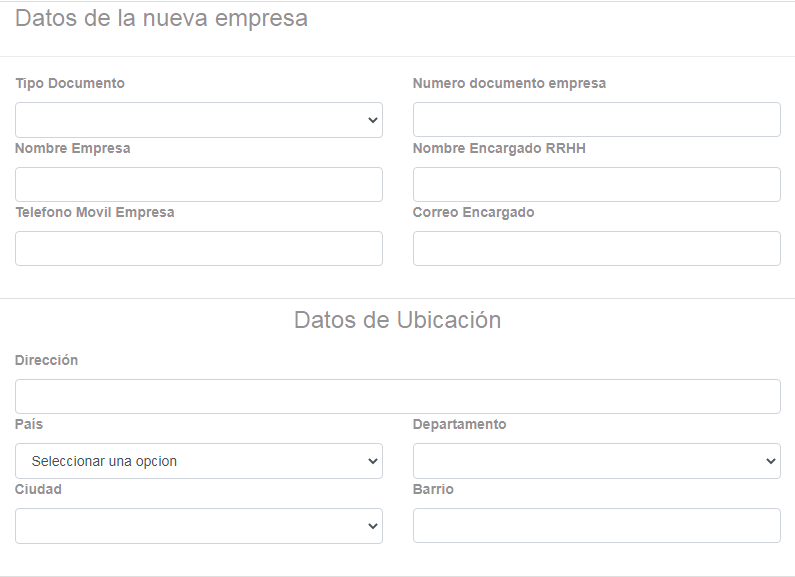 Datos de la nueva empresa
Tipo Documento
Numero documento empresa
Nombre Empresa
Nombre Encargado RRHH
Telefono Movil Empresa
Correo Encargado
Datos de Ubicación
Dirección
País
Departamento
Seleccionar una opcion
Ciudad
Barrio